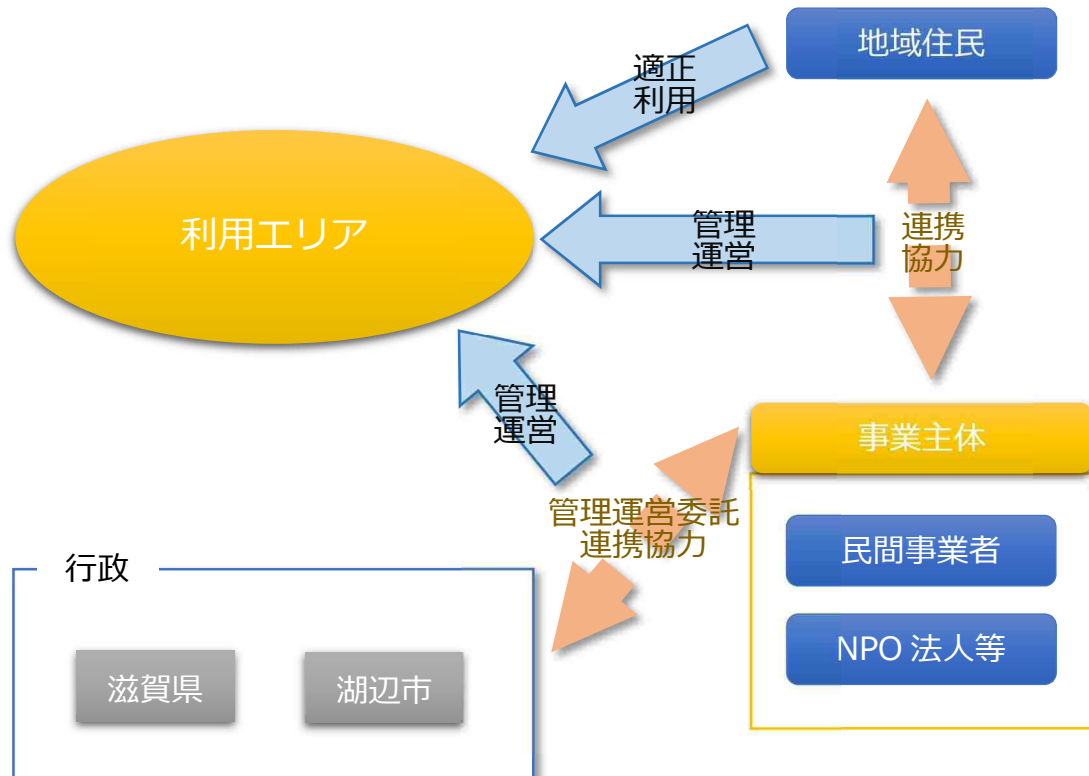 地域住民
適正
利用
利用エリア
管理
運営
連携
協力
管理
運営
事業主体
管理運営委託
連携協力
民間事業者
行政
NPO 法人等
滋賀県
湖辺市